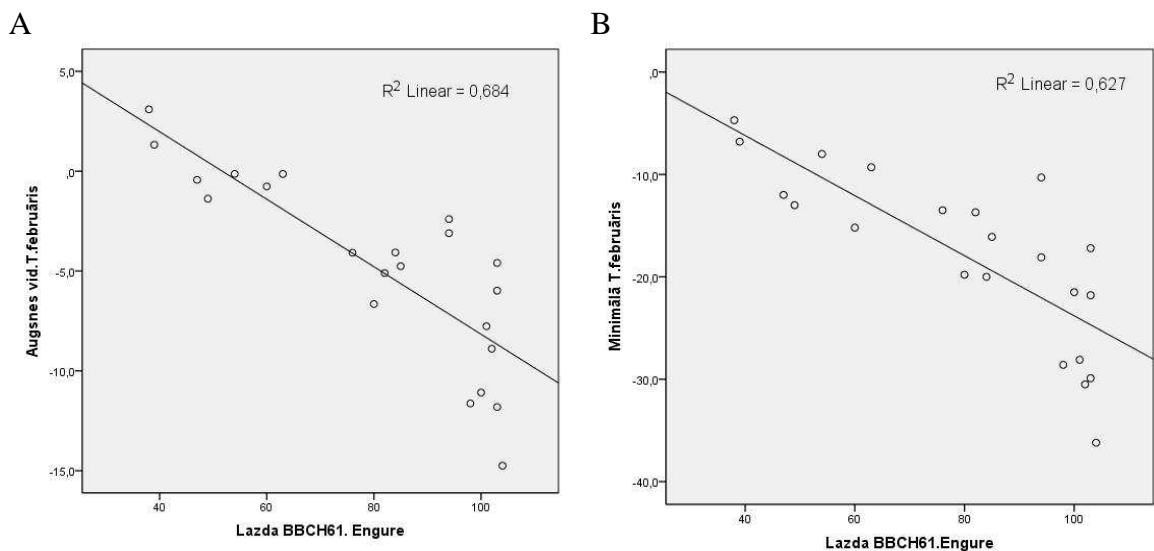 A
R² Linear = 0,684
5,0
,0
-5,0
-10,0
-15,0
Augsnes vid.T.februāris
40
60
80
100
Lazda BBCH61. Engure
B
R² Linear = 0,627
,0
-10,0
-20,0
-30,0
-40,0
Minimālā T.februāris
40
60
80
100
Lazda BBCH61.Engure